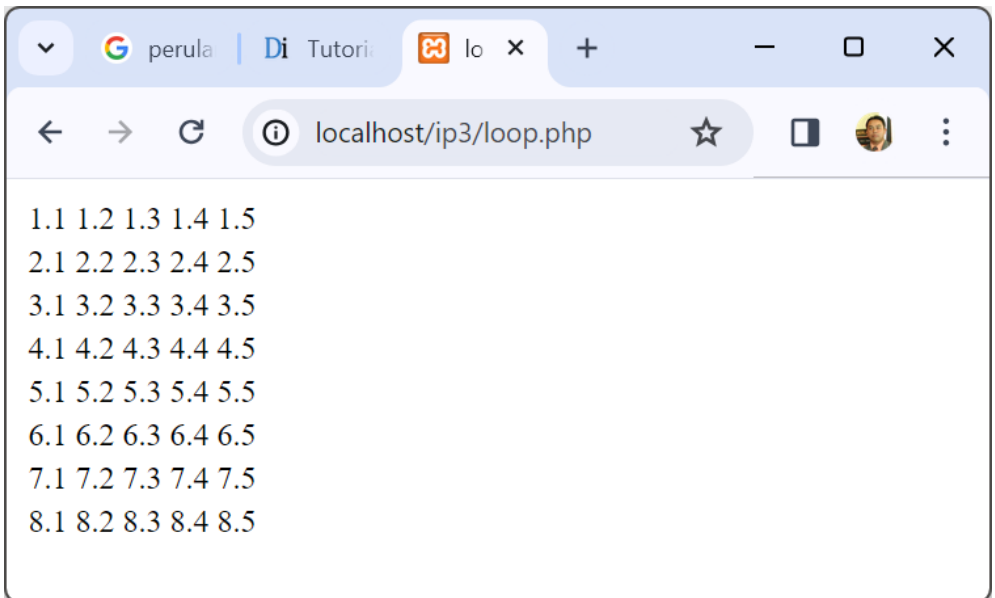 perula Di Tutori lo
localhost/ip3/loop.php
1.1 1.2 1.3 1.4 1.5
2.1 2.2 2.3 2.4 2.5
3.1 3.2 3.3 3.4 3.5
4.1 4.2 4.3 4.4 4.5
5.1 5.2 5.3 5.4 5.5
6.1 6.2 6.3 6.4 6.5
7.1 7.2 7.3 7.4 7.5
8.1 8.2 8.3 8.4 8.5